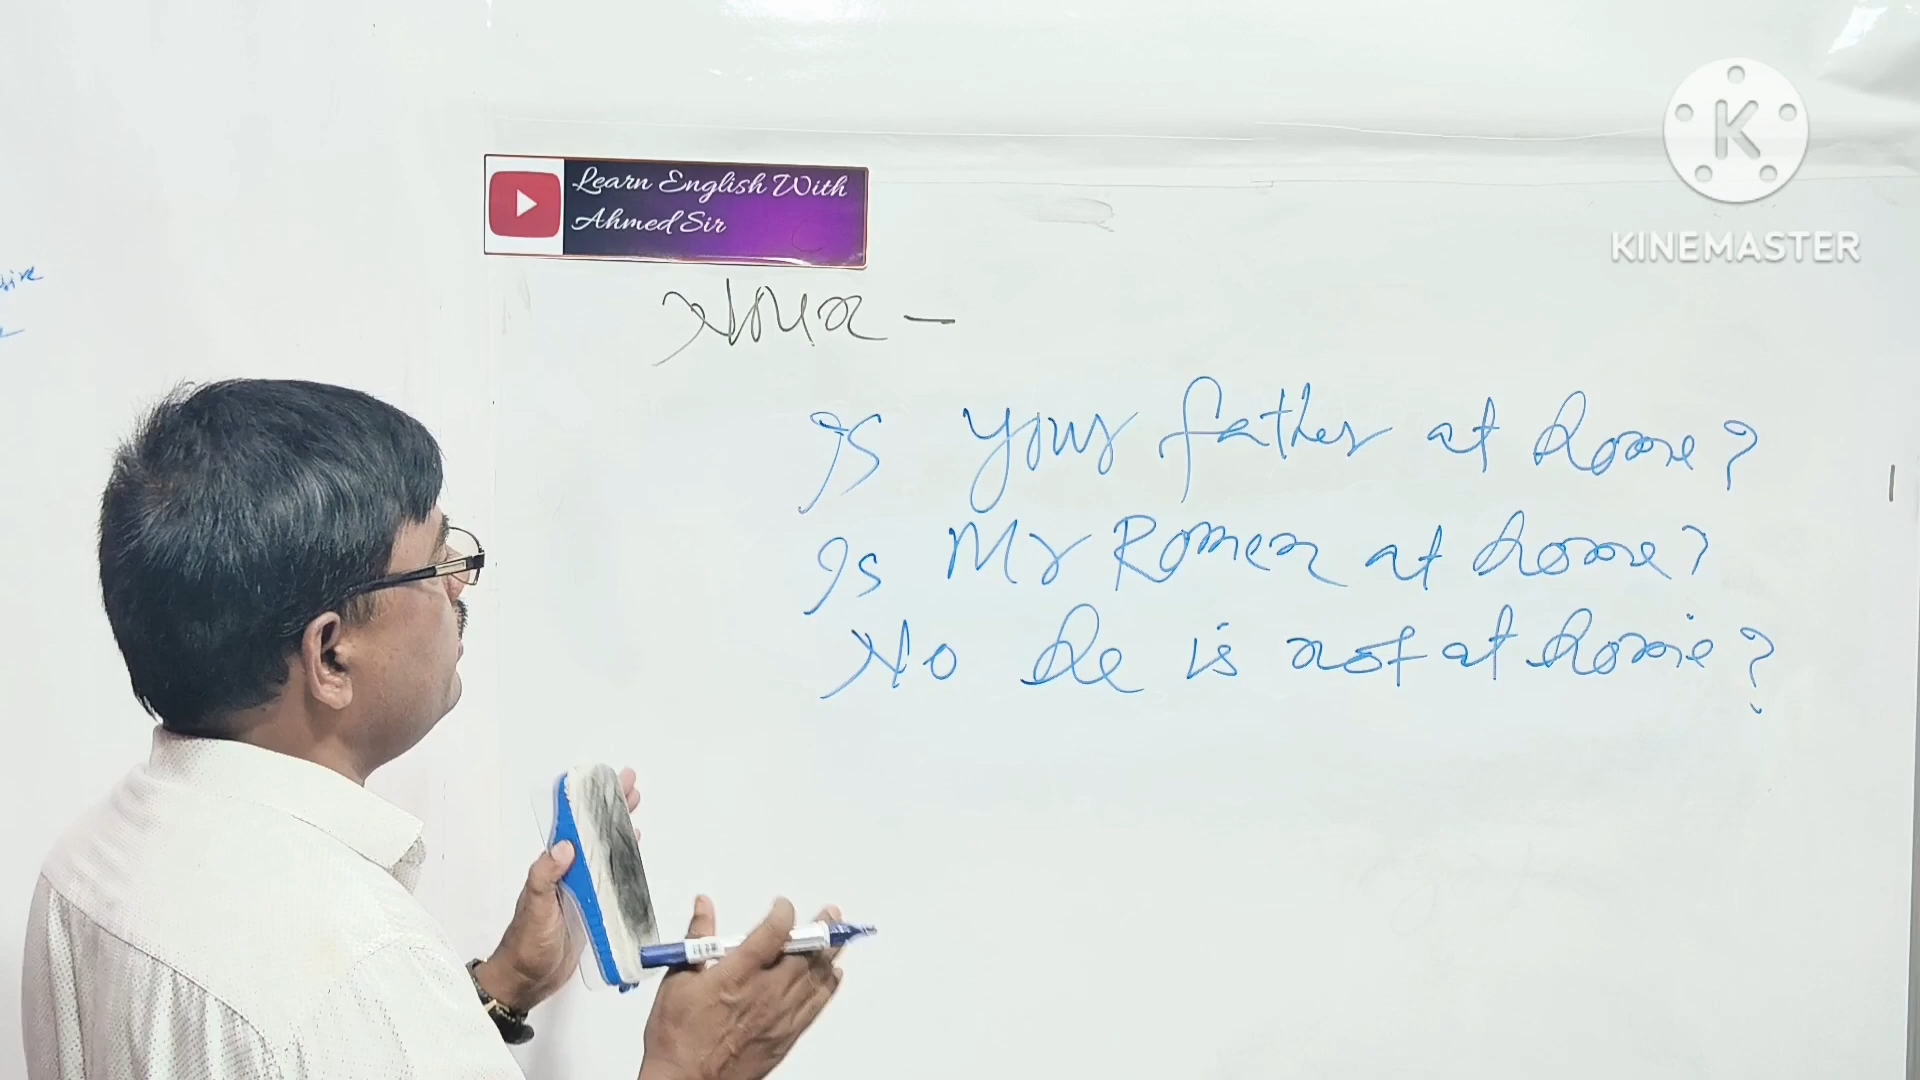 Learn English With
Ahmed Sir
KINEMASTER
Noun -
Is your father at home?
Is Mr Romen at home?
No he is not at home?